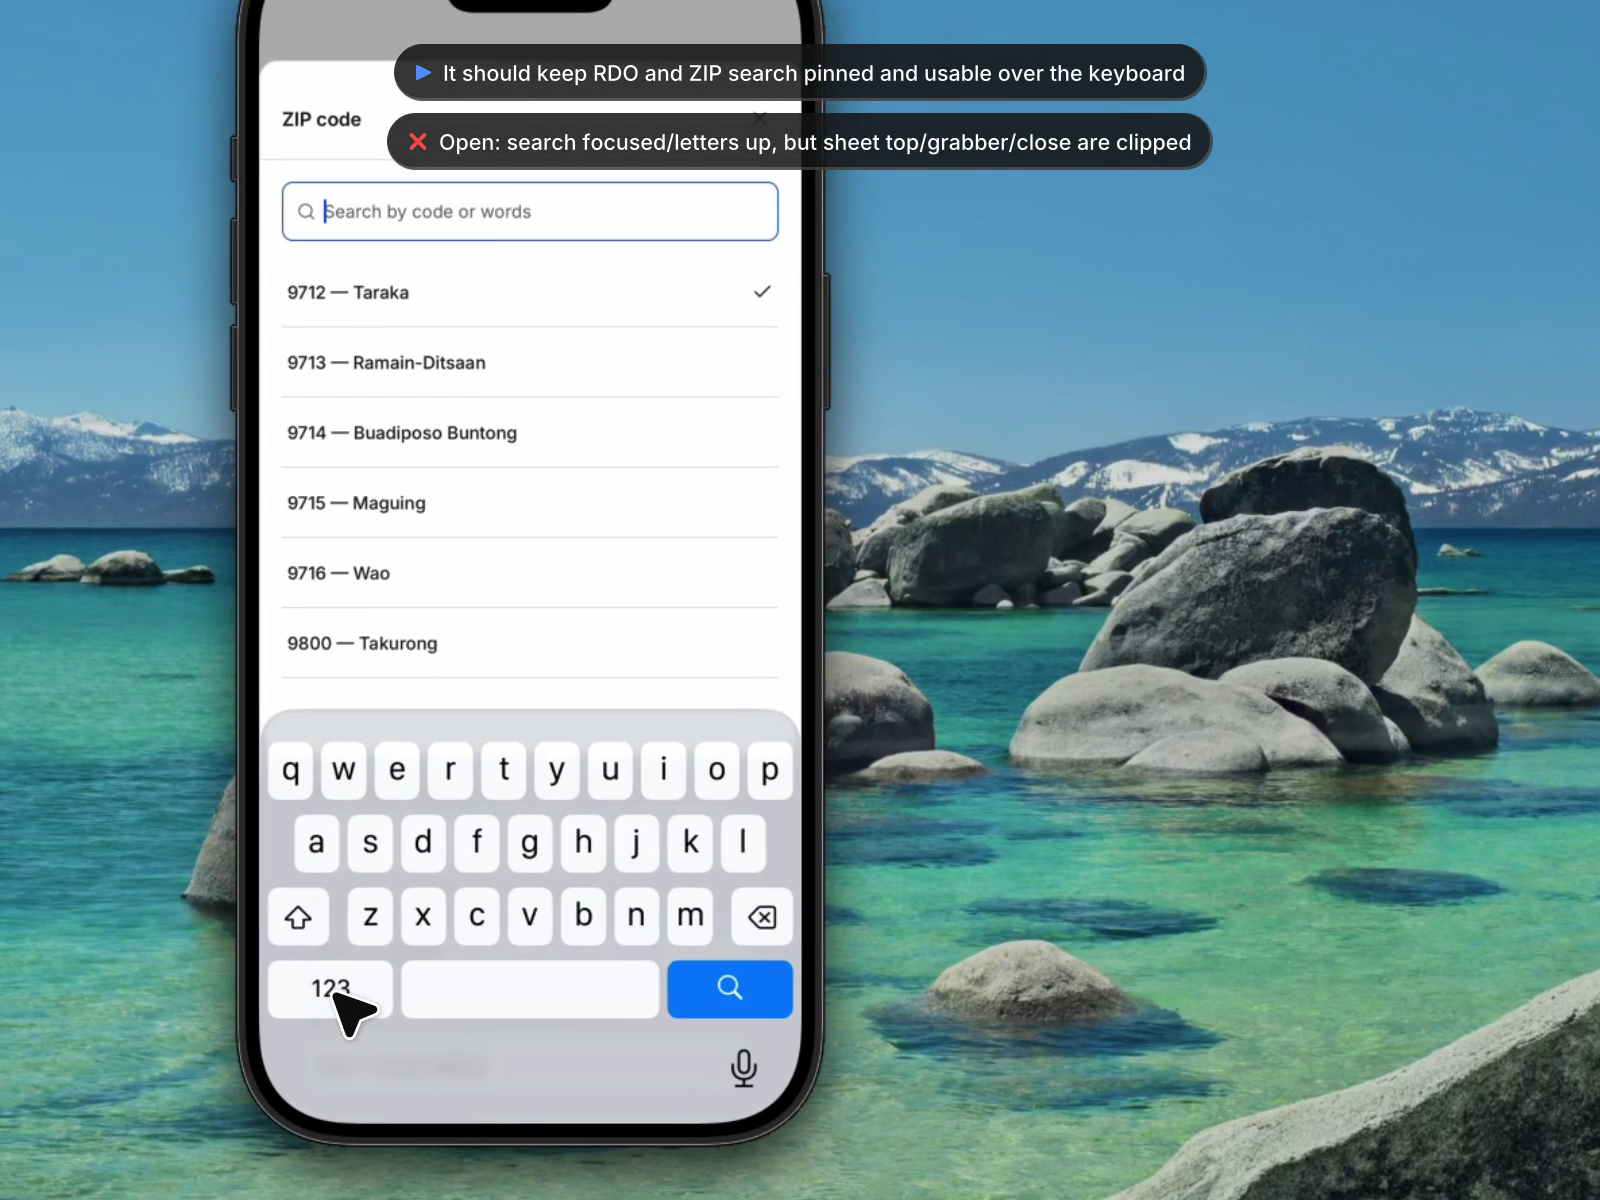 It should keep RDO and ZIP search pinned and usable over the keyboard
ZIP code
Open: search focused/letters up, but sheet top/grabber/close are clipped
Search by code or words
9712 — Taraka
9713 — Ramain-Ditsaan
9714 — Buadiposo Buntong
9715 — Maguing
9716 — Wao
9800 — Takurong
q w e r t y u i o p
a s d f g h j k l
z x c v b n m
123